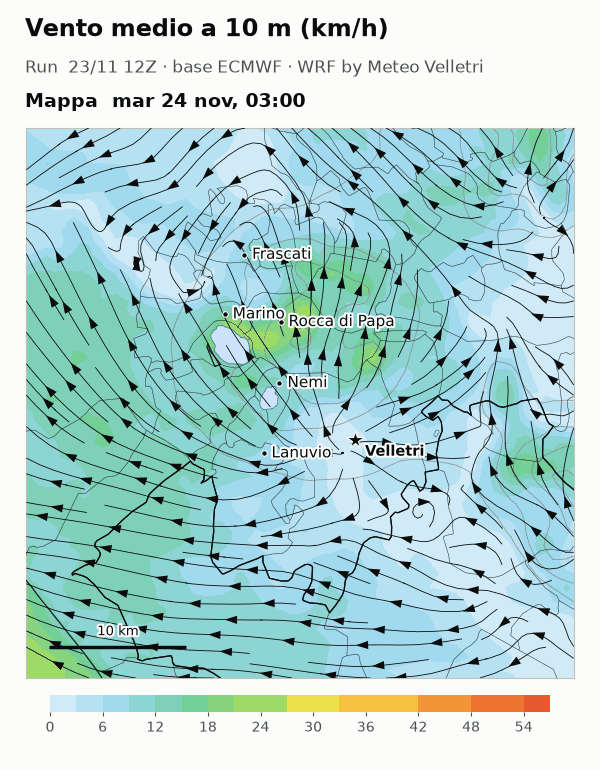 Vento medio a 10 m (km/h)
Run  23/11 12Z · base ECMWF · WRF by Meteo Velletri
Mappa  mar 24 nov, 03:00
Frascati
Marino
Rocca di Papa
Nemi
Lanuvio
Velletri
10 km
0 6 12 18 24 30 36 42 48 54